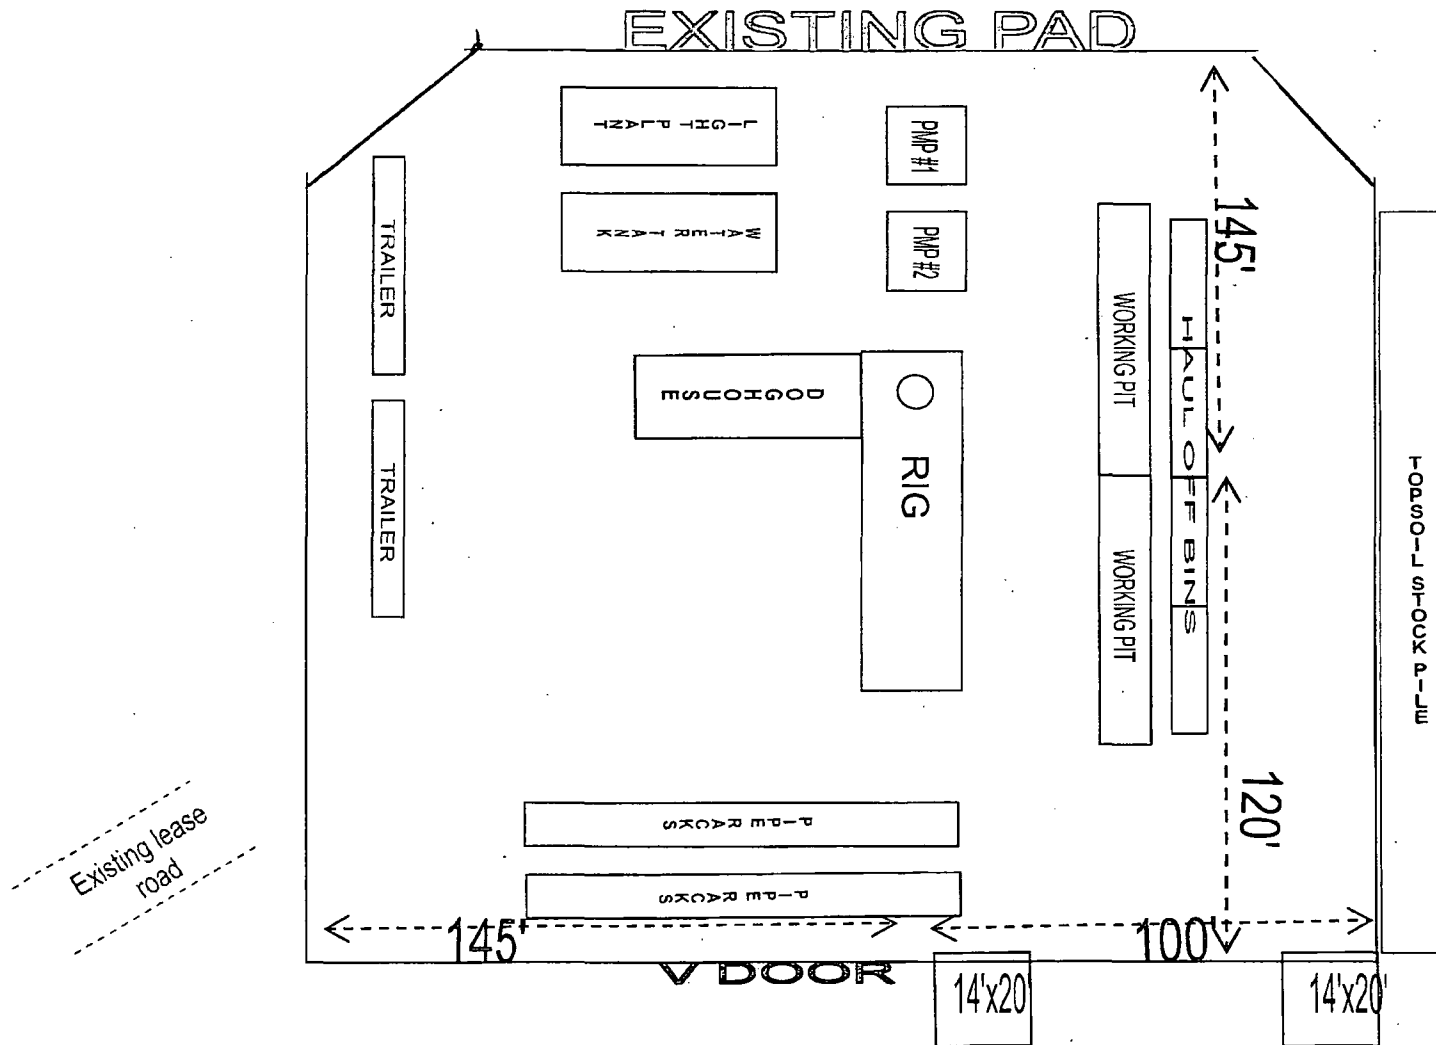 EXISTING PAD
LIGHT PLANT
PMP #1
WATER TANK
PMP #2
145'
TRAILER
WORKING PIT
HAUL OFF BINS
DOGHOUSE
RIG
TRAILER
WORKING PIT
TOPSOIL STOCK PILE
120'
PIPE RACKS
Existing lease
road
PIPE RACKS
145'
100'
V DOOR
14'x20'
14'x20'